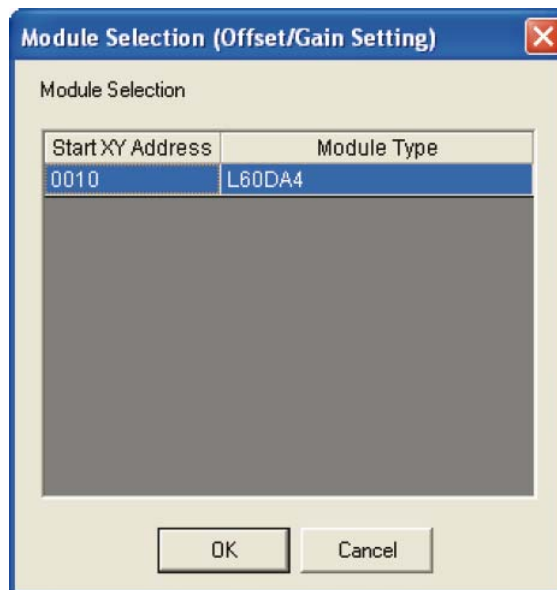 Module Selection (Offset/Gain Setting)
Module Selection
Start XY Address Module Type
0010 L60DA4
OK Cancel